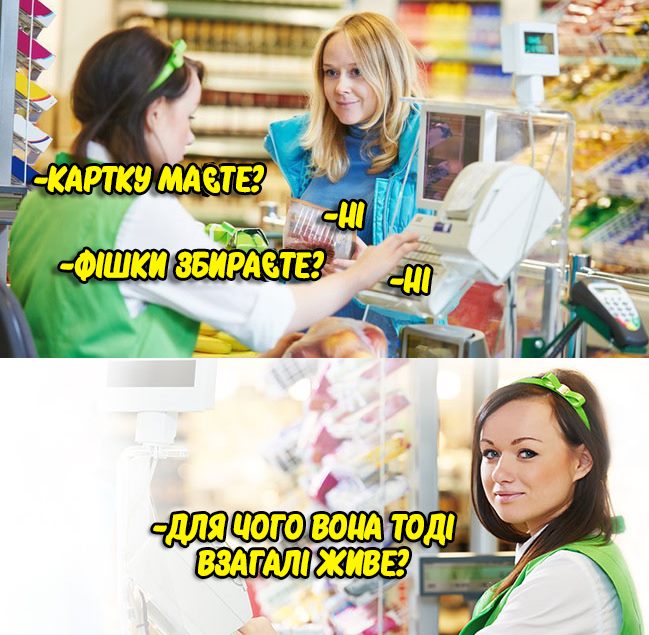 -КАРТКУ МАЄТЕ?
-НІ
-ФІШКИ ЗБИРАЄТЕ?
-НІ
-ДЛЯ ЧОГО ВОНА ТОДІ
ВЗАГАЛІ ЖИВЕ?